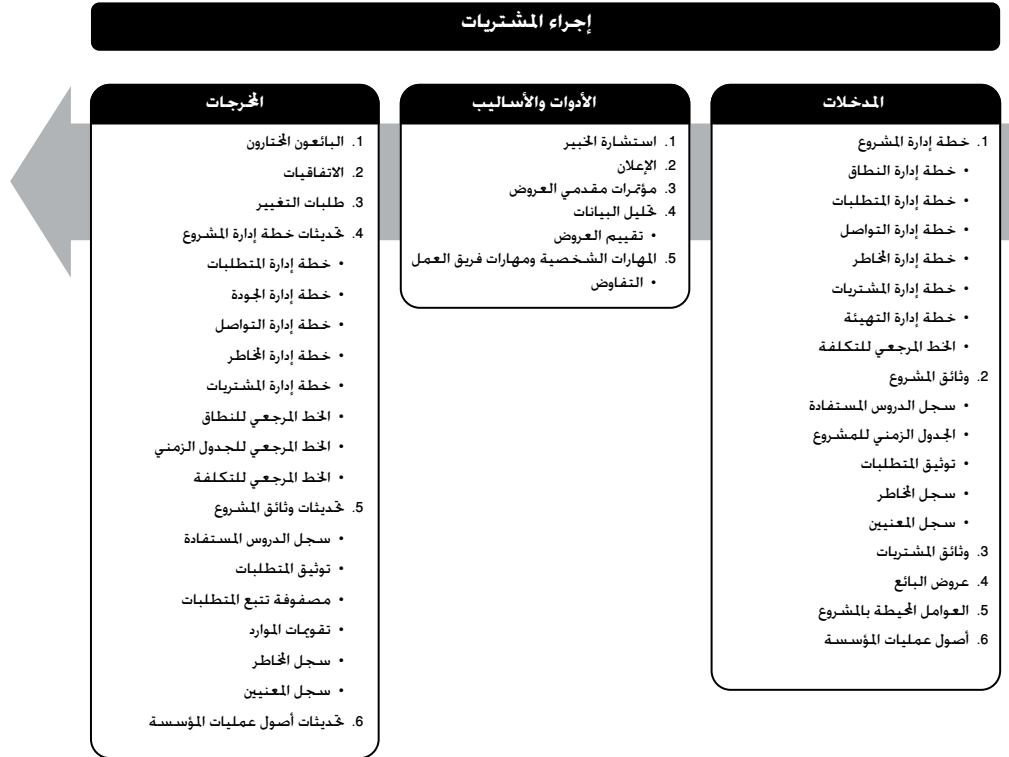 إجراء المشتريات
المدخلات
1. خطة إدارة المشروع
• خطة إدارة النطاق
• خطة إدارة المتطلبات
• خطة إدارة التواصل
• خطة إدارة المخاطر
• خطة إدارة المشتريات
• خطة إدارة التهيئة
• الخط المرجعي للتكلفة
2. وثائق المشروع
• سجل الدروس المستفادة
• الجدول الزمني للمشروع
• توثيق المتطلبات
• سجل المخاطر
• سجل المعنيين
3. وثائق المشتريات
4. عروض البائع
5. العوامل المحيطة بالمشروع
6. أصول عمليات المؤسسة
الأدوات والأساليب
1. استشارة الخبير
2. الإعلان
3. مؤتمرات مقدمي العروض
4. تحليل البيانات
• تقييم العروض
5. المهارات الشخصية ومهارات فريق العمل
• التفاوض
المخرجات
1. البائعون المختارون
2. الاتفاقيات
3. طلبات التغيير
4. تحديثات خطة إدارة المشروع
• خطة إدارة المتطلبات
• خطة إدارة الجودة
• خطة إدارة التواصل
• خطة إدارة المخاطر
• خطة إدارة المشتريات
• الخط المرجعي للنطاق
• الخط المرجعي للجدول الزمني
• الخط المرجعي للتكلفة
5. تحديثات وثائق المشروع
• سجل الدروس المستفادة
• توثيق المتطلبات
• مصفوفة تتبع المتطلبات
• تقويمات الموارد
• سجل المخاطر
• سجل المعنيين
6. تحديثات أصول عمليات المؤسسة